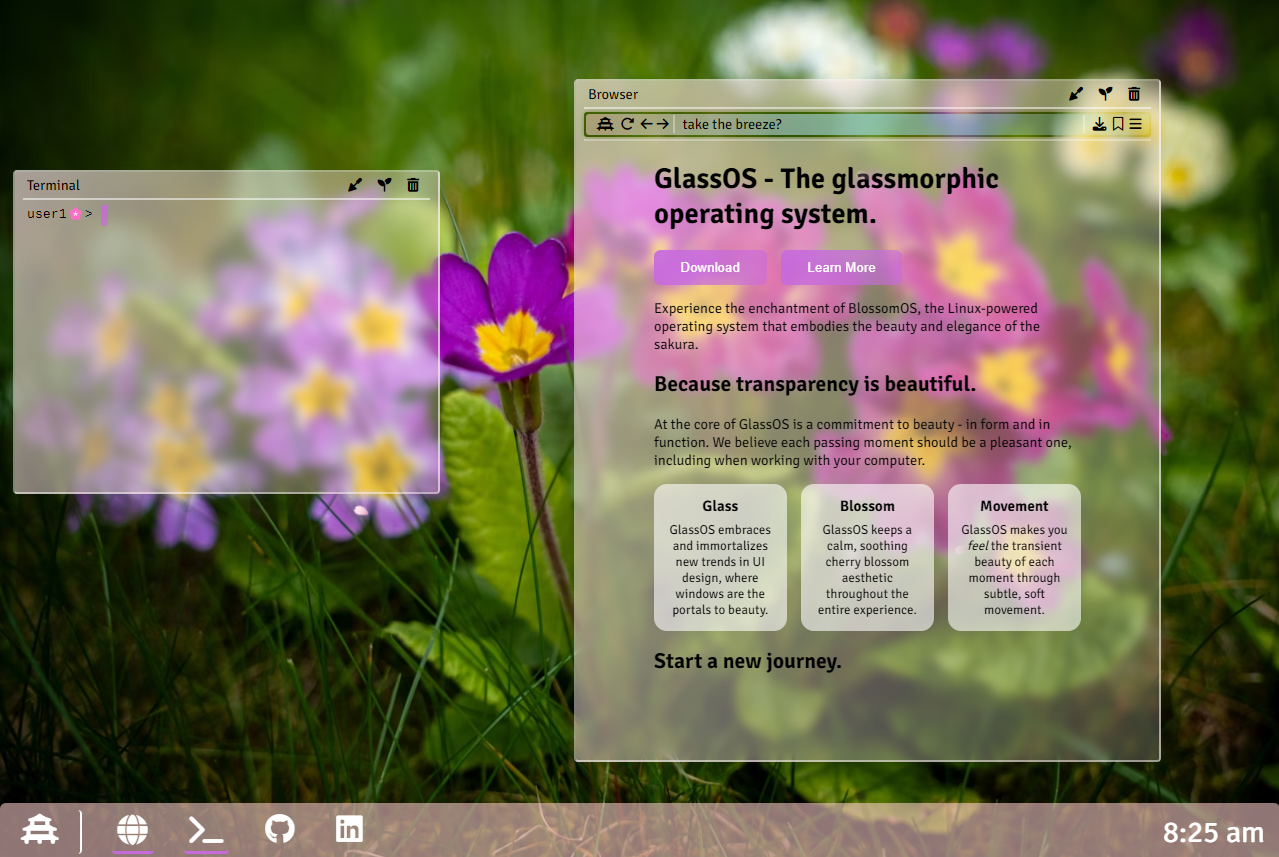 Terminal
user1🌸>
Browser
take the breeze?
GlassOS - The glassmorphic
operating system.
Download
Learn More
Experience the enchantment of BlossomOS, the Linux-powered
operating system that embodies the beauty and elegance of the
sakura.
Because transparency is beautiful.
At the core of GlassOS is a commitment to beauty - in form and in
function. We believe each passing moment should be a pleasant one,
including when working with your computer.
Glass
GlassOS embraces
and immortalizes
new trends in UI
design, where
windows are the
portals to beauty.
Blossom
GlassOS keeps a
calm, soothing
cherry blossom
aesthetic
throughout the
entire experience.
Movement
GlassOS makes you
feel the transient
beauty of each
moment through
subtle, soft
movement.
Start a new journey.
in
8:25 am